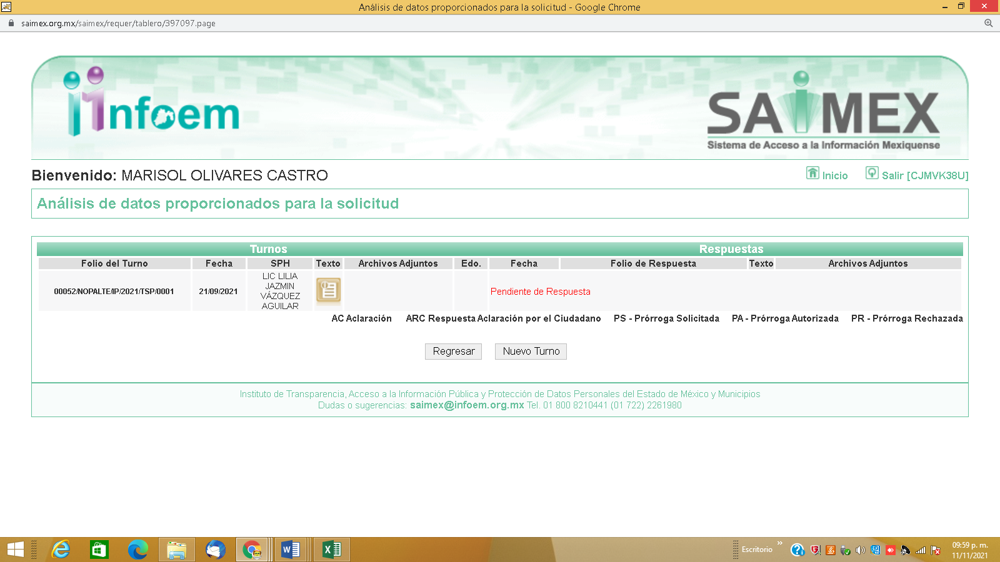 Análisis de datos proporcionados para la solicitud - Google Chrome
saimex.org.mx/saimex/requer/tablero/397097.page
infoem
SAIMEX
Sistema de Acceso a la Información Mexiquense
Bienvenido: MARISOL OLIVARES CASTRO
Inicio
Salir [CJMVK38U]
Análisis de datos proporcionados para la solicitud
Turnos
Respuestas
Folio del Turno
Fecha
SPH
Texto
Archivos Adjuntos
Edo.
Fecha
Folio de Respuesta
Texto
Archivos Adjuntos
00052/NOPALTE/IP/2021/TSP/0001
21/09/2021
LIC LILIA
JAZMIN
VÁZQUEZ
AGUILAR
Pendiente de Respuesta
AC Aclaración
ARC Respuesta Aclaración por el Ciudadano
PS - Prórroga Solicitada
PA - Prórroga Autorizada
PR - Prórroga Rechazada
Regresar
Nuevo Turno
Instituto de Transparencia, Acceso a la Información Pública y Protección de Datos Personales del Estado de México y Municipios
Dudas o sugerencias: saimex@infoem.org.mx Tel. 01 800 8210441 (01 722) 2261980
Escritorio
09:59 p. m.
11/11/2021